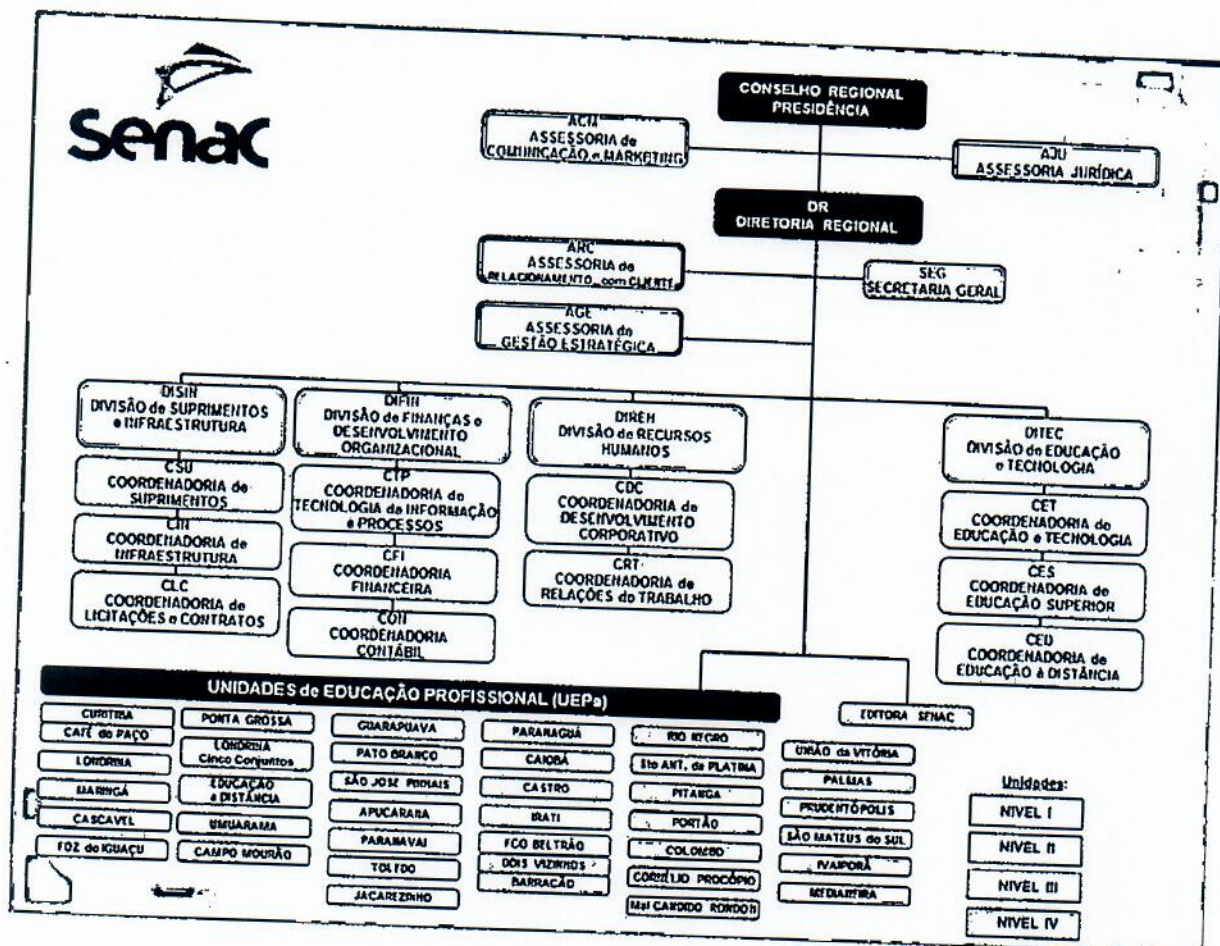 Senac
CONSELHO REGIONAL
PRESIDÊNCIA
ACM
ASSESSORIA de
COMUNICAÇÃO e MARKETING
AJU
ASSESSORIA JURÍDICA
DR
DIRETORIA REGIONAL
ARC
ASSESSORIA de
RELACIONAMENTO com CLIENTE
SEG
SECRETARIA GERAL
AGE
ASSESSORIA de
GESTÃO ESTRATÉGICA
DISIN
DIVISÃO de SUPRIMENTOS
e INFRAESTRUTURA
CSU
COORDENADORIA de
SUPRIMENTOS
CIN
COORDENADORIA de
INFRAESTRUTURA
CLC
COORDENADORIA de
LICITAÇÕES e CONTRATOS
DIFIN
DIVISÃO de FINANÇAS e
DESENVOLVIMENTO
ORGANIZACIONAL
CTP
COORDENADORIA de
TECNOLOGIA da INFORMAÇÃO
e PROCESSOS
CFI
COORDENADORIA
FINANCEIRA
CON
COORDENADORIA
CONTÁBIL
DIREH
DIVISÃO de RECURSOS
HUMANOS
CDC
COORDENADORIA de
DESENVOLVIMENTO
CORPORATIVO
CRT
COORDENADORIA de
RELAÇÕES do TRABALHO
DITEC
DIVISÃO de EDUCAÇÃO
e TECNOLOGIA
CET
COORDENADORIA de
EDUCAÇÃO e TECNOLOGIA
CES
COORDENADORIA de
EDUCAÇÃO SUPERIOR
CED
COORDENADORIA de
EDUCAÇÃO à DISTÂNCIA
UNIDADES de EDUCAÇÃO PROFISSIONAL (UEPs)
EDITORA SENAC
CURITIBA
CAFÉ do PAÇO
LONDRINA
MARINGÁ
CASCAVEL
FOZ do IGUAÇU
PONTA GROSSA
LONDRINA
Cinco Conjuntos
EDUCAÇÃO
à DISTÂNCIA
UMUARAMA
CAMPO MOURÃO
GUARAPUAVA
PATO BRANCO
SÃO JOSÉ PINHAIS
APUCARANA
PARANAVAI
TOLEDO
JACAREZINHO
PARANAGUÁ
CAIOBÁ
CASTRO
IRATI
FCO BELTRÃO
DOIS VIZINHOS
BARRACÃO
RIO NEGRO
Sto ANT. da PLATINA
PITANGA
PORTÃO
COLOMBO
CORNÉLIO PROCÓPIO
Mal CANDIDO RONDON
UNIÃO da VITÓRIA
PALMAS
PRUDENTÓPOLIS
SÃO MATEUS do SUL
IVAIPORÃ
MEDIANEIRA
Unidades:
NIVEL I
NIVEL II
NIVEL III
NIVEL IV